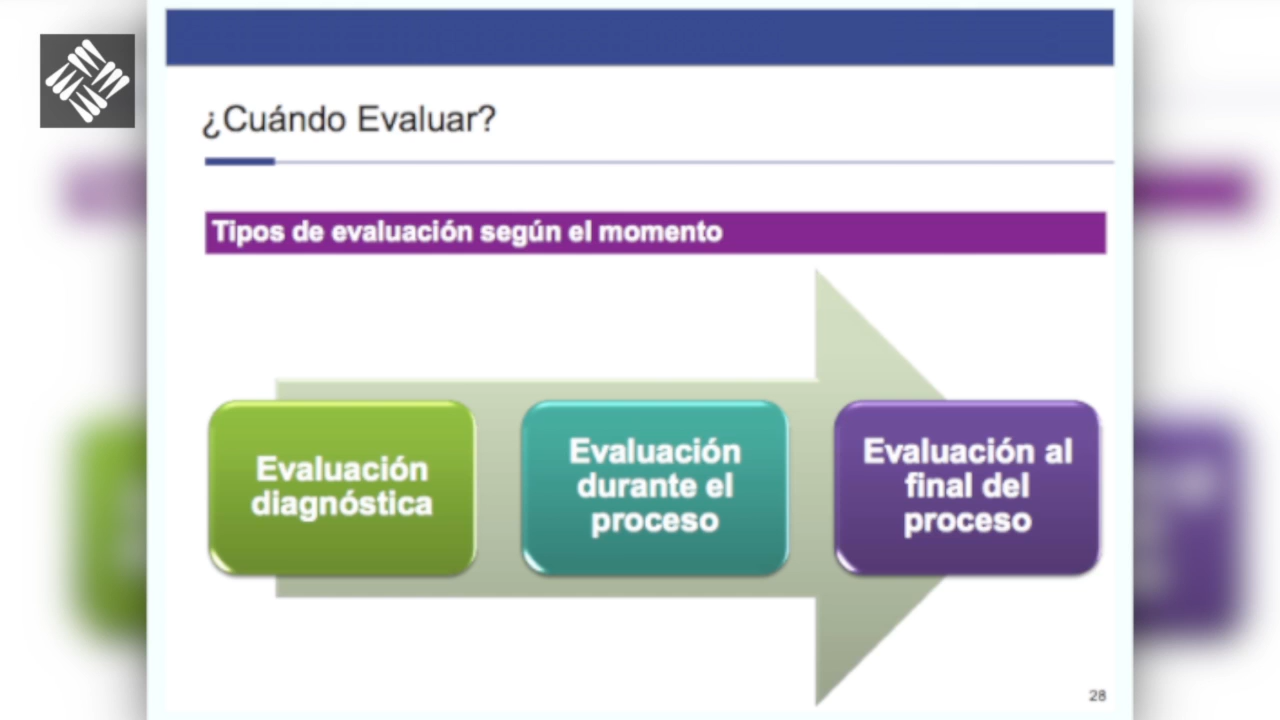 ¿Cuándo Evaluar?
Tipos de evaluación según el momento
Evaluación
diagnóstica
Evaluación
durante el
proceso
Evaluación al
final del
proceso
28